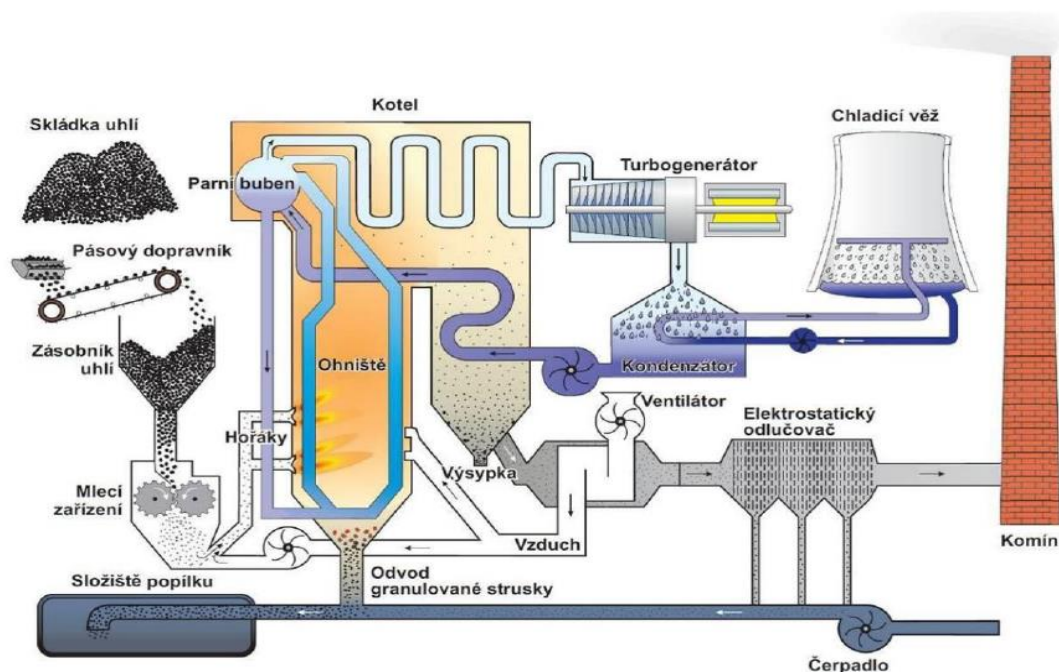 Kotel
Skládka uhlí
Chladicí věž
Turbogenerátor
Parní buben
Pásový dopravník
Zásobník
uhlí
Ohniště
Kondenzátor
Ventilátor
Elektrostatický
odlučovač
Hořáky
Výsypka
Mlecí
zařízení
Vzduch
Komín
Složiště popílku
Odvod
granulované strusky
Čerpadlo